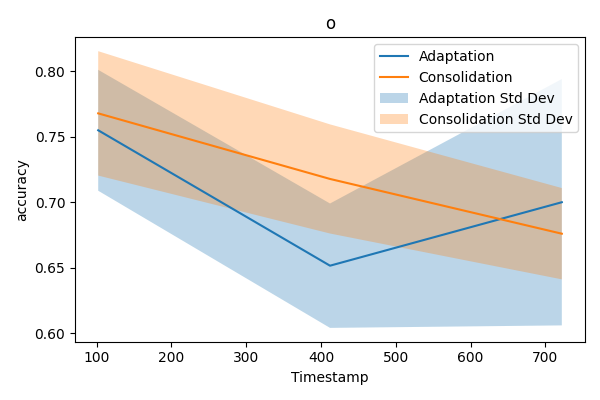 o
accuracy
0.80
0.75
0.70
0.65
0.60
Adaptation
Consolidation
Adaptation Std Dev
Consolidation Std Dev
100 200 300 400 500 600 700
Timestamp